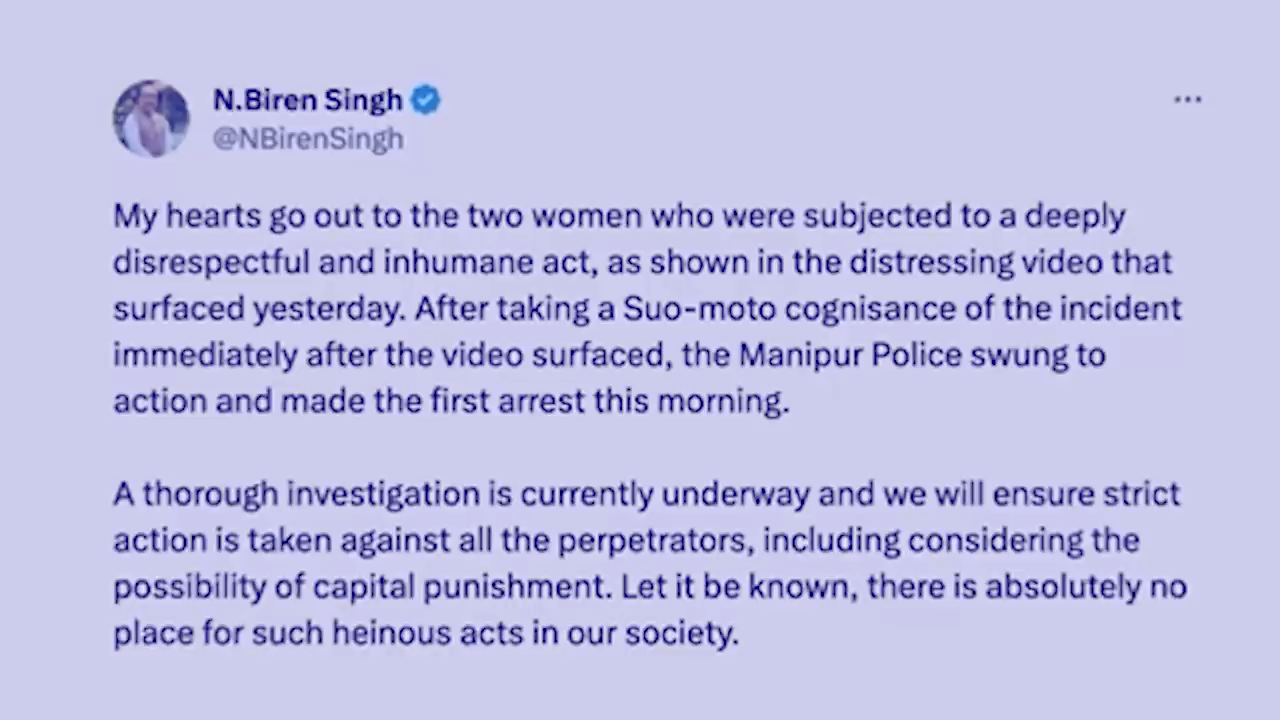 N.Biren Singh
@NBirenSingh
My hearts go out to the two women who were subjected to a deeply
disrespectful and inhumane act, as shown in the distressing video that
surfaced yesterday. After taking a Suo-moto cognisance of the incident
immediately after the video surfaced, the Manipur Police swung to
action and made the first arrest this morning.
A thorough investigation is currently underway and we will ensure strict
action is taken against all the perpetrators, including considering the
possibility of capital punishment. Let it be known, there is absolutely no
place for such heinous acts in our society.